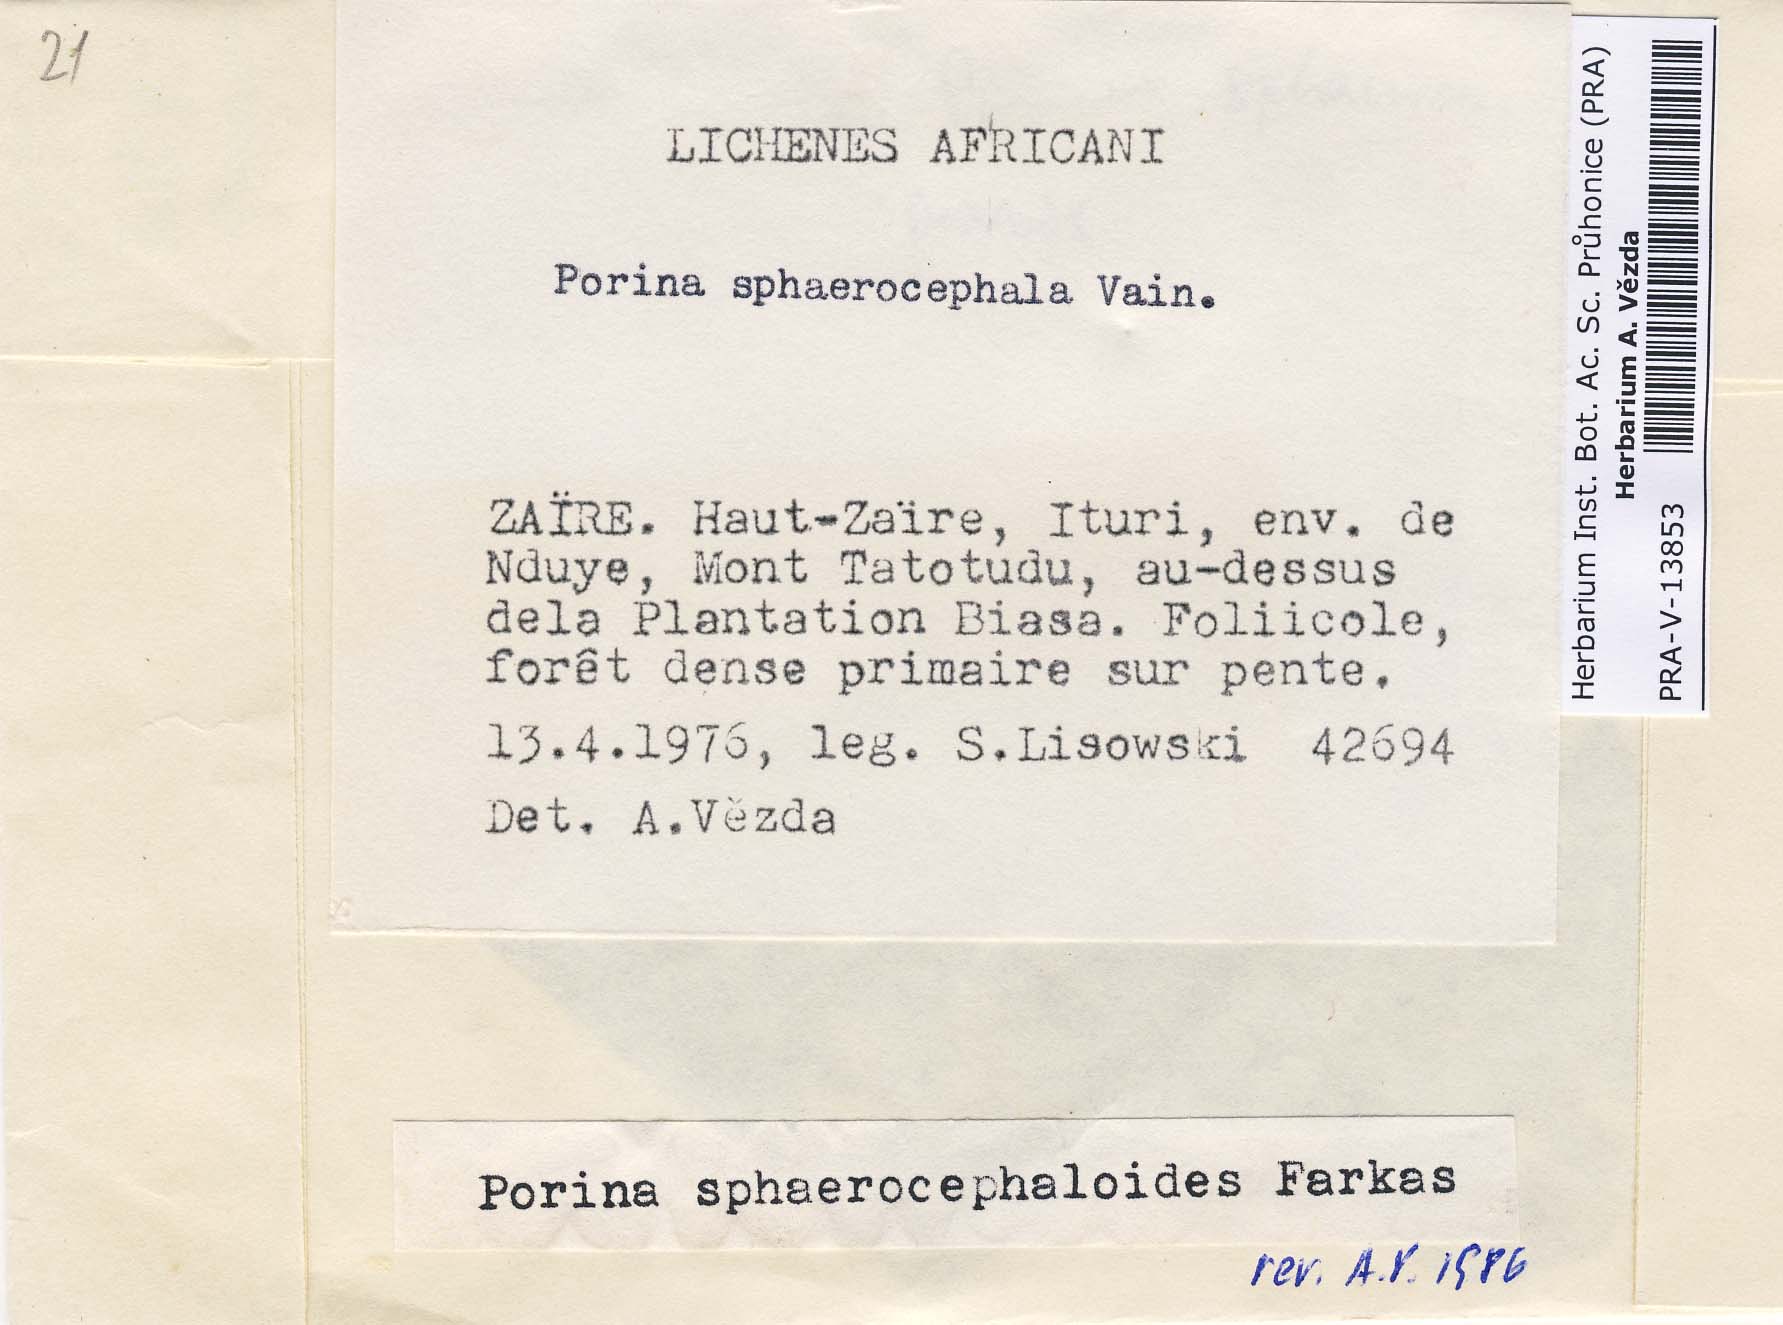 21
LICHENES AFRICANI
Porina sphaerocephala Vain.
ZAÏRE. Haut-Zaïre, Ituri, env. de
Nduye, Mont Tatotudu, au-dessus
dela Plantation Biasa. Foliicole,
forêt dense primaire sur pente.
13.4.1976, leg. S.Lisowski 42694
Det. A.Vězda
Herbarium Inst. Bot. Ac. Sc. Průhonice (PRA)
Herbarium A. Vězda
PRA-V-13853
Porina sphaerocephaloides Farkas
rev. A.V. 1986